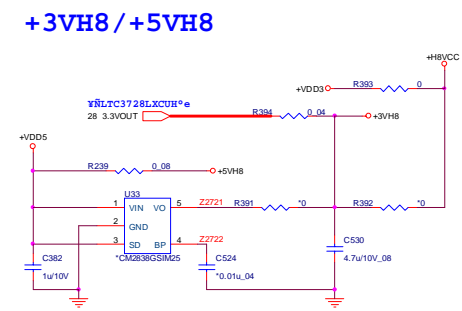 +3VH8/+5VH8
+H8VCC
+VDD3
R393
0
¥ÑLTC3728LXCUHºe
28 3.3VOUT
R394
0_04
+3VH8
+VDD5
R239
0_08
+5VH8
U33
1
VIN
VO
5
Z2721
R391
*0
R392
*0
2
GND
3
SD
BP
4
Z2722
*CM2838GSIM25
C382
1u/10V
C524
*0.01u_04
C530
4.7u/10V_08